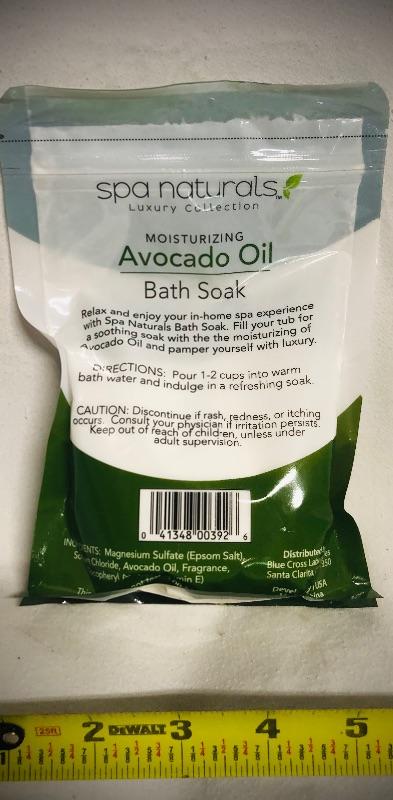 spa naturals™
Luxury Collection
MOISTURIZING
Avocado Oil
Bath Soak
Relax and enjoy your in-home spa experience
with Spa Naturals Bath Soak. Fill your tub for
a soothing soak with the the moisturizing of
Avocado Oil and pamper yourself with luxury.
DIRECTIONS: Pour 1-2 cups into warm
bath water and indulge in a refreshing soak.
CAUTION: Discontinue if rash, redness, or itching
occurs. Consult your physician if irritation persists.
Keep out of reach of children, unless under
adult supervision.
0 41348 00392 6
Magnesium Sulfate (Epsom Salt),
Chloride, Avocado Oil, Fragrance,
Blue Cross
Santa Clarita
USA
25ft 2 DEWALT 3 4 5